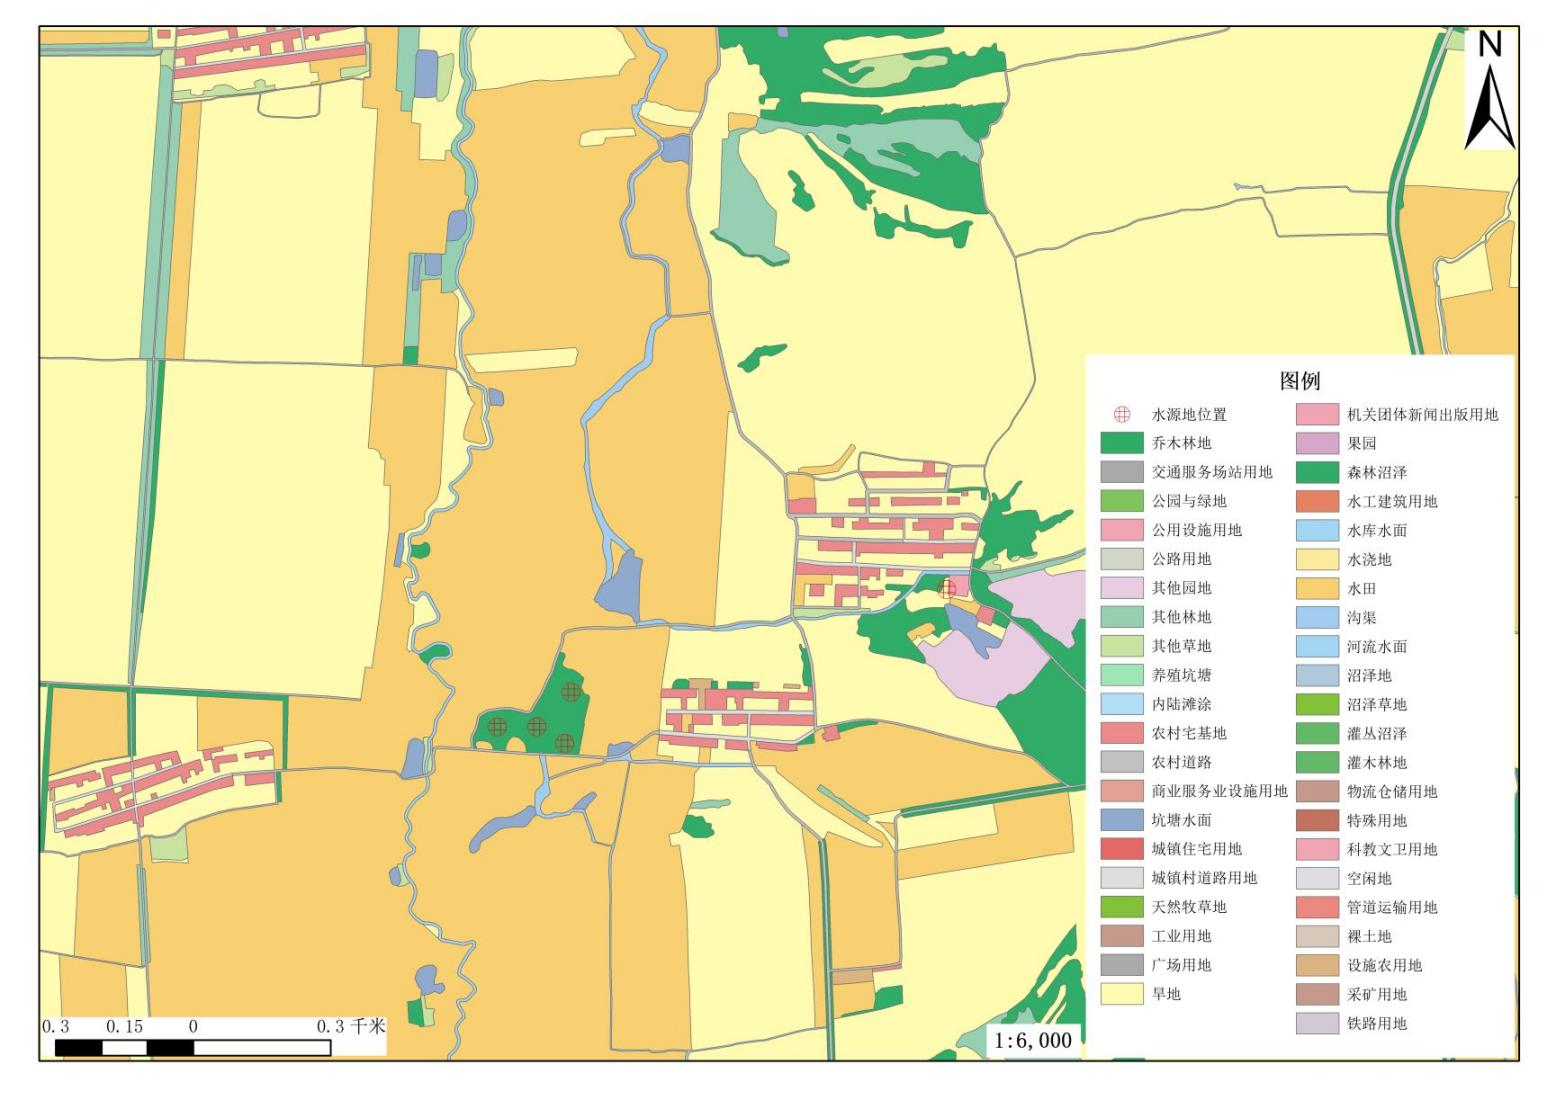 N
图例
水源地位置
乔木林地
交通服务场站用地
公园与绿地
公用设施用地
公路用地
其他园地
其他林地
其他草地
养殖坑塘
内陆滩涂
农村宅基地
农村道路
商业服务业设施用地
坑塘水面
城镇住宅用地
城镇村道路用地
天然牧草地
工业用地
广场用地
旱地
机关团体新闻出版用地
果园
森林沼泽
水工建筑用地
水库水面
水浇地
水田
沟渠
河流水面
沼泽地
沼泽草地
灌丛沼泽
灌木林地
物流仓储用地
特殊用地
科教文卫用地
空闲地
管道运输用地
裸土地
设施农用地
采矿用地
铁路用地
0.3 0.15 0 0.3 千米
1:6,000